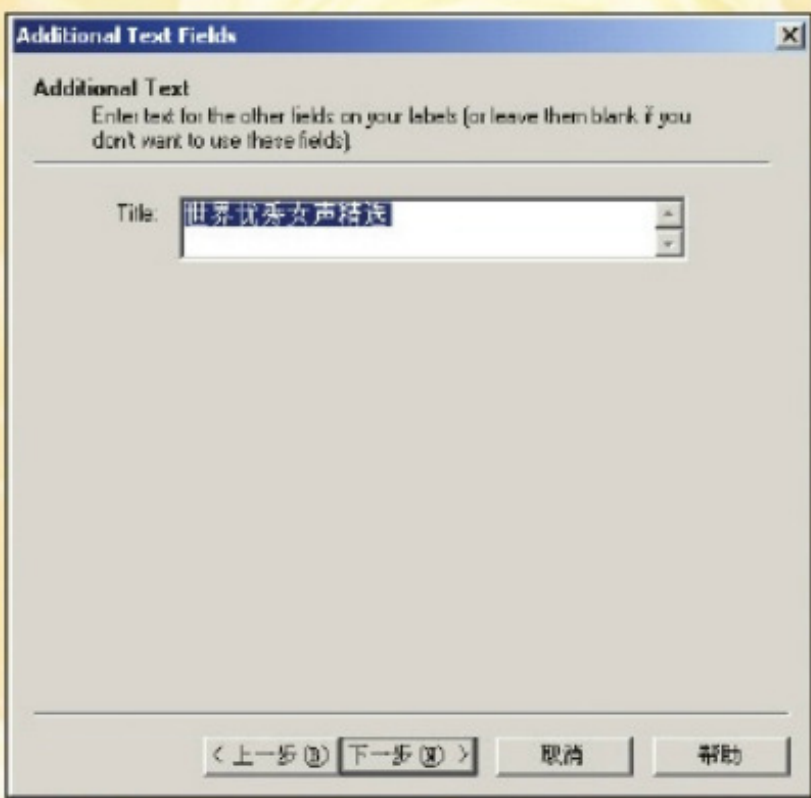 Additional Text Fields
Additional Text
Enter text for the other fields on your labels (or leave them blank if you
don't want to use these fields)
Title:
世界优秀女声精选
< 上一步(B)
下一步(N) >
取消
帮助